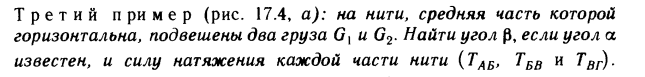 Третий пример (рис. 17.4, а): на нити, средняя часть которой
горизонтальна, подвешены два груза G₁ и G₂. Найти угол β, если угол α
известен, и силу натяжения каждой части нити (T_АБ, T_БВ и T_ВГ).